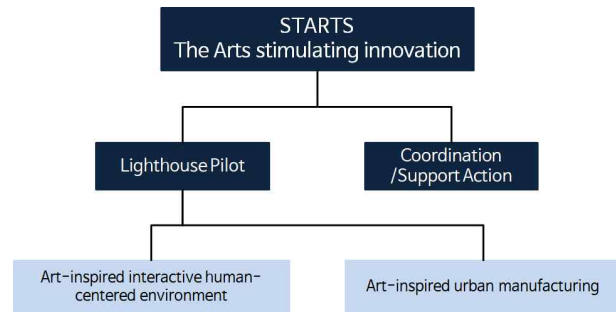 STARTS
The Arts stimulating innovation
Lighthouse Pilot
Coordination
/Support Action
Art-inspired interactive human-
centered environment
Art-inspired urban manufacturing